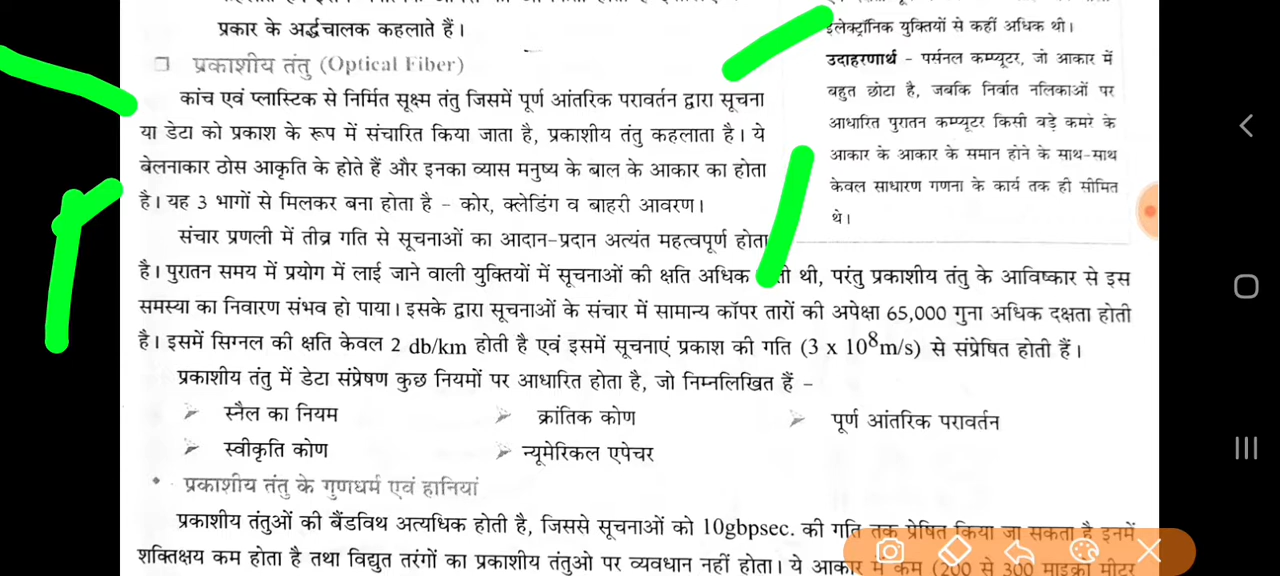 प्रकार के अर्द्धचालक कहलाते हैं।
❑ प्रकाशीय तंतु (Optical Fiber)
कांच एवं प्लास्टिक से निर्मित सूक्ष्म तंतु जिसमें पूर्ण आंतरिक परावर्तन द्वारा सूचना
या डेटा को प्रकाश के रूप में संचारित किया जाता है, प्रकाशीय तंतु कहलाता है। ये
बेलनाकार ठोस आकृति के होते हैं और इनका व्यास मनुष्य के बाल के आकार का होता
है। यह 3 भागों से मिलकर बना होता है – कोर, क्लेडिंग व बाहरी आवरण।
संचार प्रणली में तीव्र गति से सूचनाओं का आदान-प्रदान अत्यंत महत्वपूर्ण होता
है। पुरातन समय में प्रयोग में लाई जाने वाली युक्तियों में सूचनाओं की क्षति अधिक थी, परंतु प्रकाशीय तंतु के आविष्कार से इस
समस्या का निवारण संभव हो पाया। इसके द्वारा सूचनाओं के संचार में सामान्य कॉपर तारों की अपेक्षा 65,000 गुना अधिक दक्षता होती
है। इसमें सिग्नल की क्षति केवल 2 db/km होती है एवं इसमें सूचनाएं प्रकाश की गति (3 x 10⁸m/s) से संप्रेषित होती हैं।
प्रकाशीय तंतु में डेटा संप्रेषण कुछ नियमों पर आधारित होता है, जो निम्नलिखित हैं –
➢ स्नैल का नियम ➢ क्रांतिक कोण ➢ पूर्ण आंतरिक परावर्तन
➢ स्वीकृति कोण ➢ न्यूमेरिकल एपेचर
• प्रकाशीय तंतु के गुणधर्म एवं हानियां
प्रकाशीय तंतुओं की बैंडविथ अत्यधिक होती है, जिससे सूचनाओं को 10gbpsec. की गति तक प्रेषित किया जा सकता है इनमें
शक्तिक्षय कम होता है तथा विद्युत तरंगों का प्रकाशीय तंतुओ पर व्यवधान नहीं होता। ये आकार में कम (200 से 300 माइक्रो मीटर
इलेक्ट्रॉनिक युक्तियों से कहीं अधिक थी।
उदाहरणार्थ – पर्सनल कम्प्यूटर, जो आकार में
बहुत छोटा है, जबकि निर्वात नलिकाओं पर
आधारित पुरातन कम्प्यूटर किसी बड़े कमरे के
आकार के आकार के समान होने के साथ-साथ
केवल साधारण गणना के कार्य तक ही सीमित
थे।